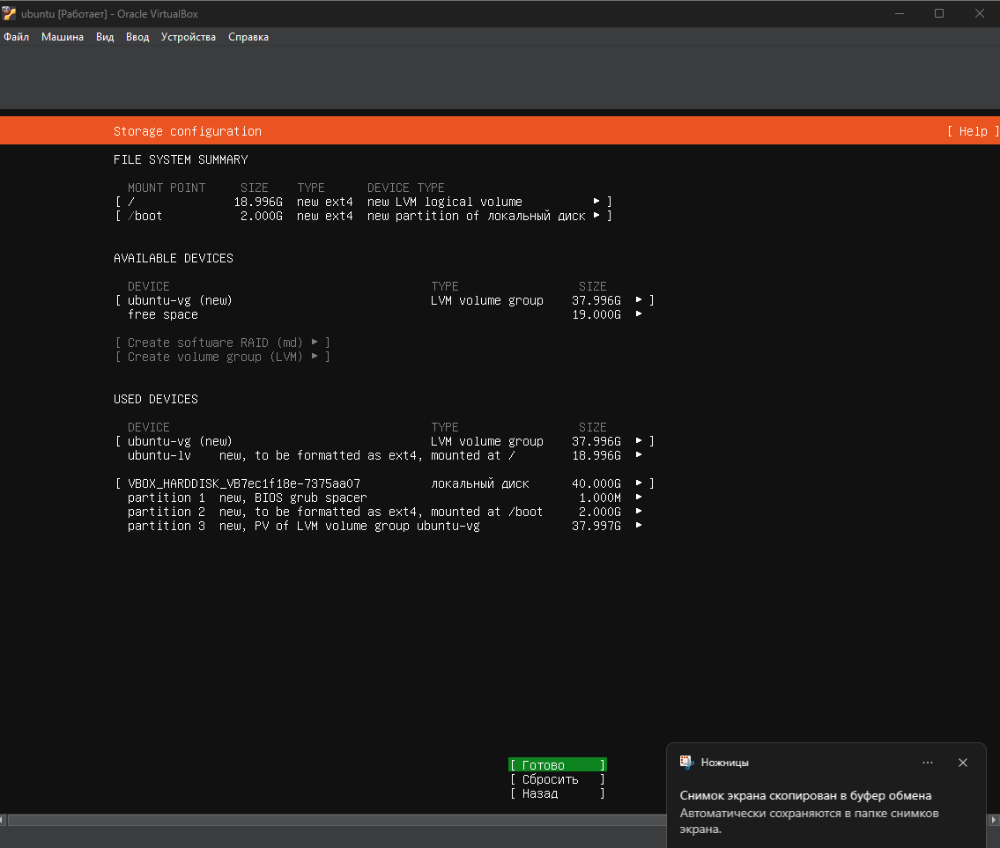 ubuntu [Работает] - Oracle VirtualBox
Файл Машина Вид Ввод Устройства Справка
Storage configuration [ Help ]
FILE SYSTEM SUMMARY
MOUNT POINT SIZE TYPE DEVICE TYPE
[ / 18.996G new ext4 new LVM logical volume ▸ ]
[ /boot 2.000G new ext4 new partition of локальный диск ▸ ]
AVAILABLE DEVICES
DEVICE TYPE SIZE
[ ubuntu-vg (new) LVM volume group 37.996G ▸ ]
free space 19.000G ▸
[ Create software RAID (md) ▸ ]
[ Create volume group (LVM) ▸ ]
USED DEVICES
DEVICE TYPE SIZE
[ ubuntu-vg (new) LVM volume group 37.996G ▸ ]
ubuntu-lv new, to be formatted as ext4, mounted at / 18.996G ▸
[ VBOX_HARDDISK_VB7ec1f18e-7375aa07 локальный диск 40.000G ▸ ]
partition 1 new, BIOS grub spacer 1.000M ▸
partition 2 new, to be formatted as ext4, mounted at /boot 2.000G ▸
partition 3 new, PV of LVM volume group ubuntu-vg 37.997G ▸
[ Готово ]
[ Сбросить ]
[ Назад ]
Ножницы
Снимок экрана скопирован в буфер обмена
Автоматически сохраняются в папке снимков
экрана.